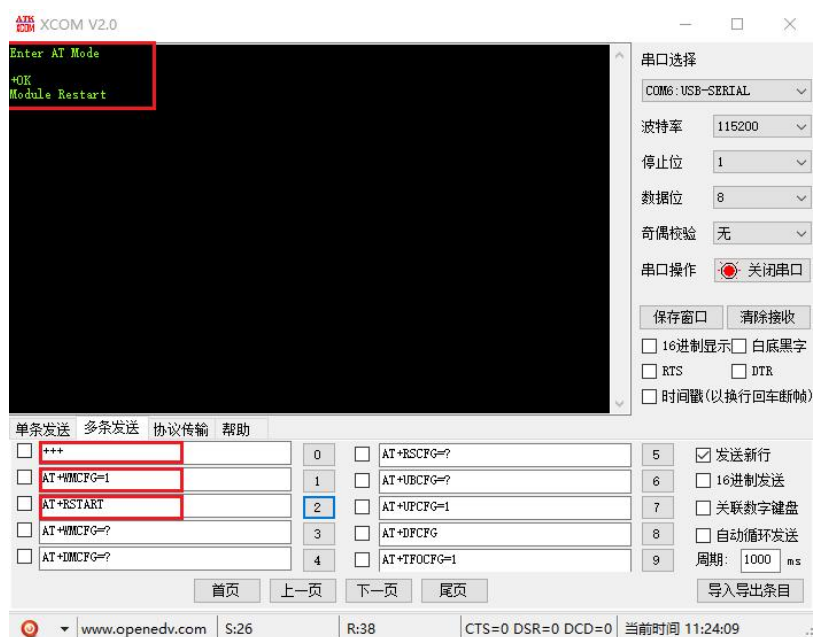 ATK
COM XCOM V2.0
Enter AT Mode
+OK
Module Restart
串口选择
COM6:USB-SERIAL
波特率 115200
停止位 1
数据位 8
奇偶校验 无
串口操作 关闭串口
保存窗口 清除接收
16进制显示 白底黑字
RTS DTR
时间戳(以换行回车断帧)
单条发送 多条发送 协议传输 帮助
+++ 0 AT+RSCFG=? 5 发送新行
AT+WMCFG=1 1 AT+UBCFG=? 6 16进制发送
AT+RSTART 2 AT+UPCFG=1 7 关联数字键盘
AT+WMCFG=? 3 AT+DFCFG 8 自动循环发送
AT+DMCFG=? 4 AT+TFOCFG=1 9 周期: 1000 ms
首页 上一页 下一页 尾页 导入导出条目
www.openedv.com S:26 R:38 CTS=0 DSR=0 DCD=0 当前时间 11:24:09